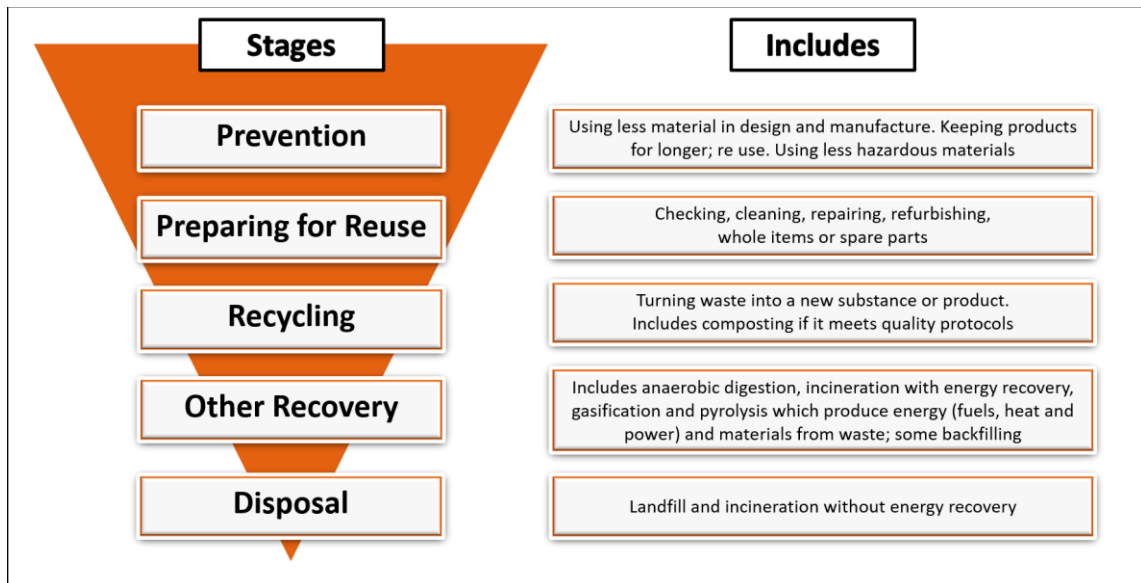 Stages
Includes
Prevention
Using less material in design and manufacture. Keeping products
for longer; re use. Using less hazardous materials
Preparing for Reuse
Checking, cleaning, repairing, refurbishing,
whole items or spare parts
Recycling
Turning waste into a new substance or product.
Includes composting if it meets quality protocols
Other Recovery
Includes anaerobic digestion, incineration with energy recovery,
gasification and pyrolysis which produce energy (fuels, heat and
power) and materials from waste; some backfilling
Disposal
Landfill and incineration without energy recovery